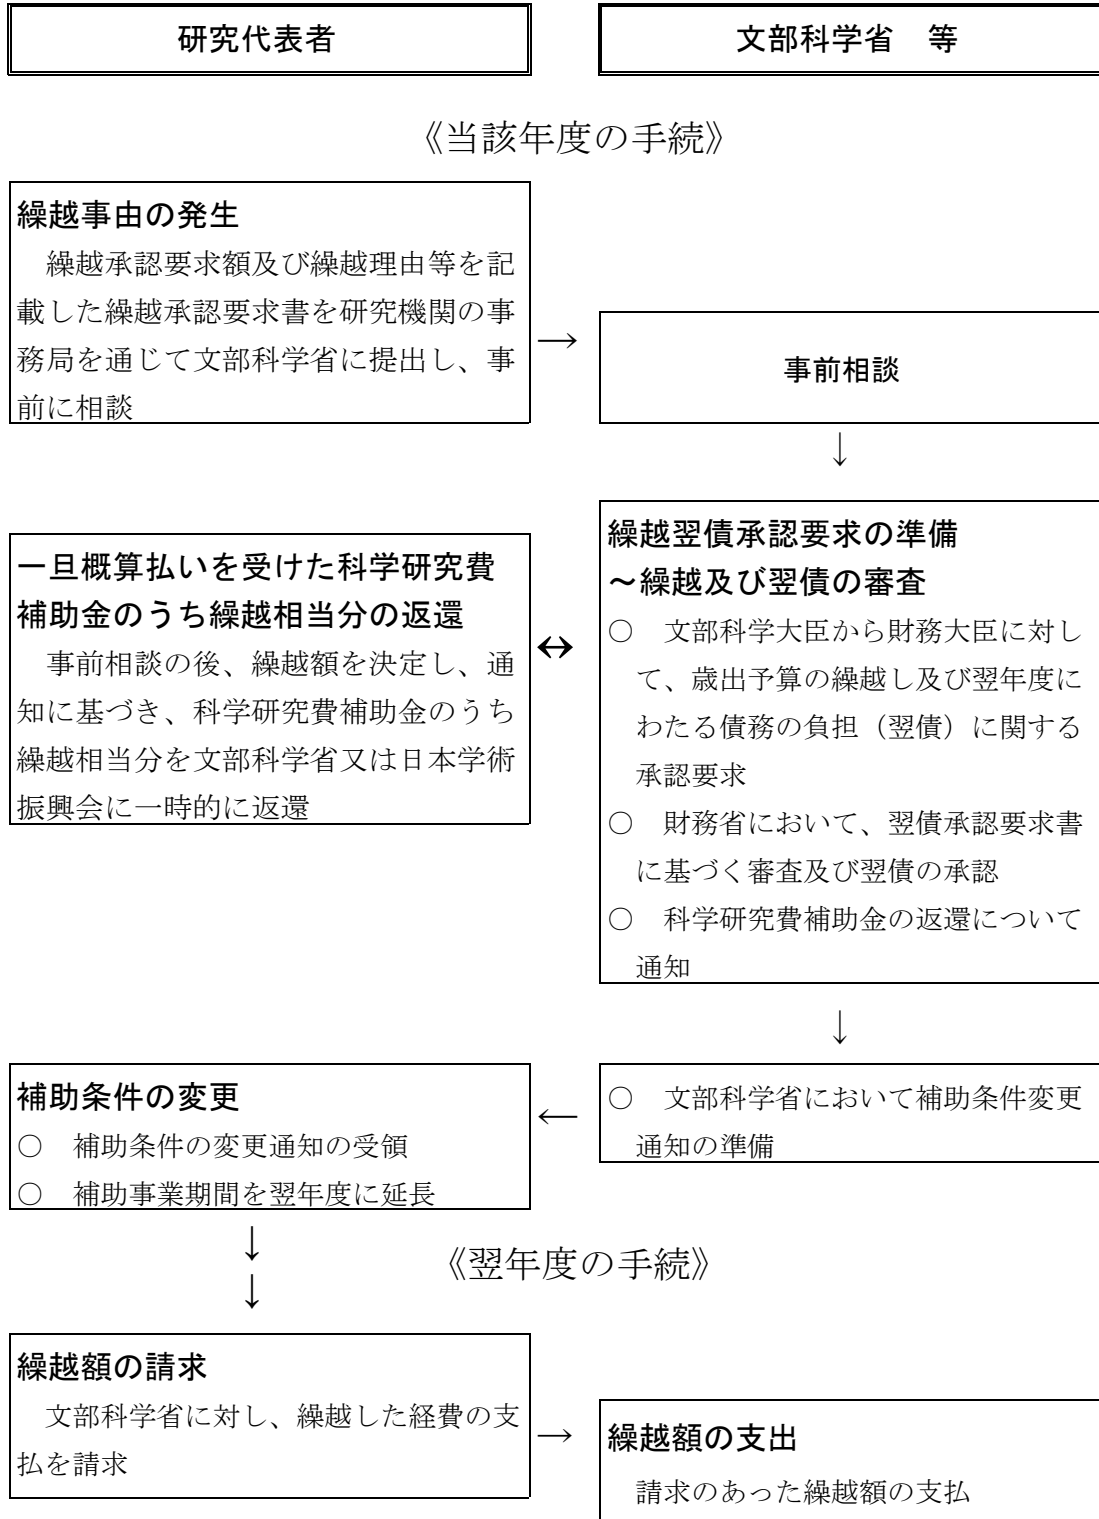 研究代表者
文部科学省　等
《当該年度の手続》
繰越事由の発生
　繰越承認要求額及び繰越理由等を記
載した繰越承認要求書を研究機関の事
務局を通じて文部科学省に提出し、事
前に相談
→
事前相談
↓
一旦概算払いを受けた科学研究費
補助金のうち繰越相当分の返還
　事前相談の後、繰越額を決定し、通
知に基づき、科学研究費補助金のうち
繰越相当分を文部科学省又は日本学術
振興会に一時的に返還
↔
繰越翌債承認要求の準備
～繰越及び翌債の審査
○　文部科学大臣から財務大臣に対し
て、歳出予算の繰越し及び翌年度に
わたる債務の負担（翌債）に関する
承認要求
○　財務省において、翌債承認要求書
に基づく審査及び翌債の承認
○　科学研究費補助金の返還について
通知
↓
補助条件の変更
○　補助条件の変更通知の受領
○　補助事業期間を翌年度に延長
←
○　文部科学省において補助条件変更
通知の準備
↓
↓
《翌年度の手続》
繰越額の請求
　文部科学省に対し、繰越した経費の支
払を請求
→
繰越額の支出
　請求のあった繰越額の支払